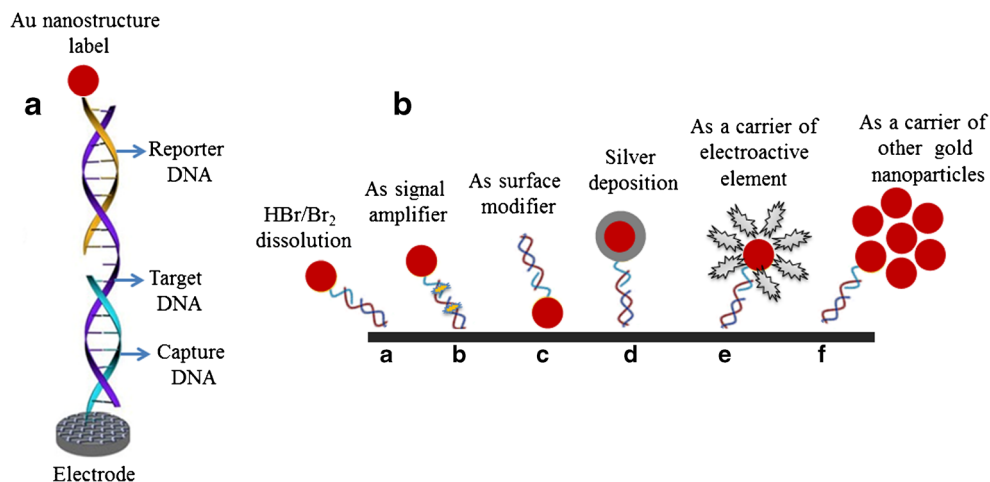 Au nanostructure
label
a
Reporter
DNA
Target
DNA
Capture
DNA
Electrode
b
HBr/Br₂
dissolution
As signal
amplifier
As surface
modifier
Silver
deposition
As a carrier of
electroactive
element
As a carrier of
other gold
nanoparticles
a b c d e f